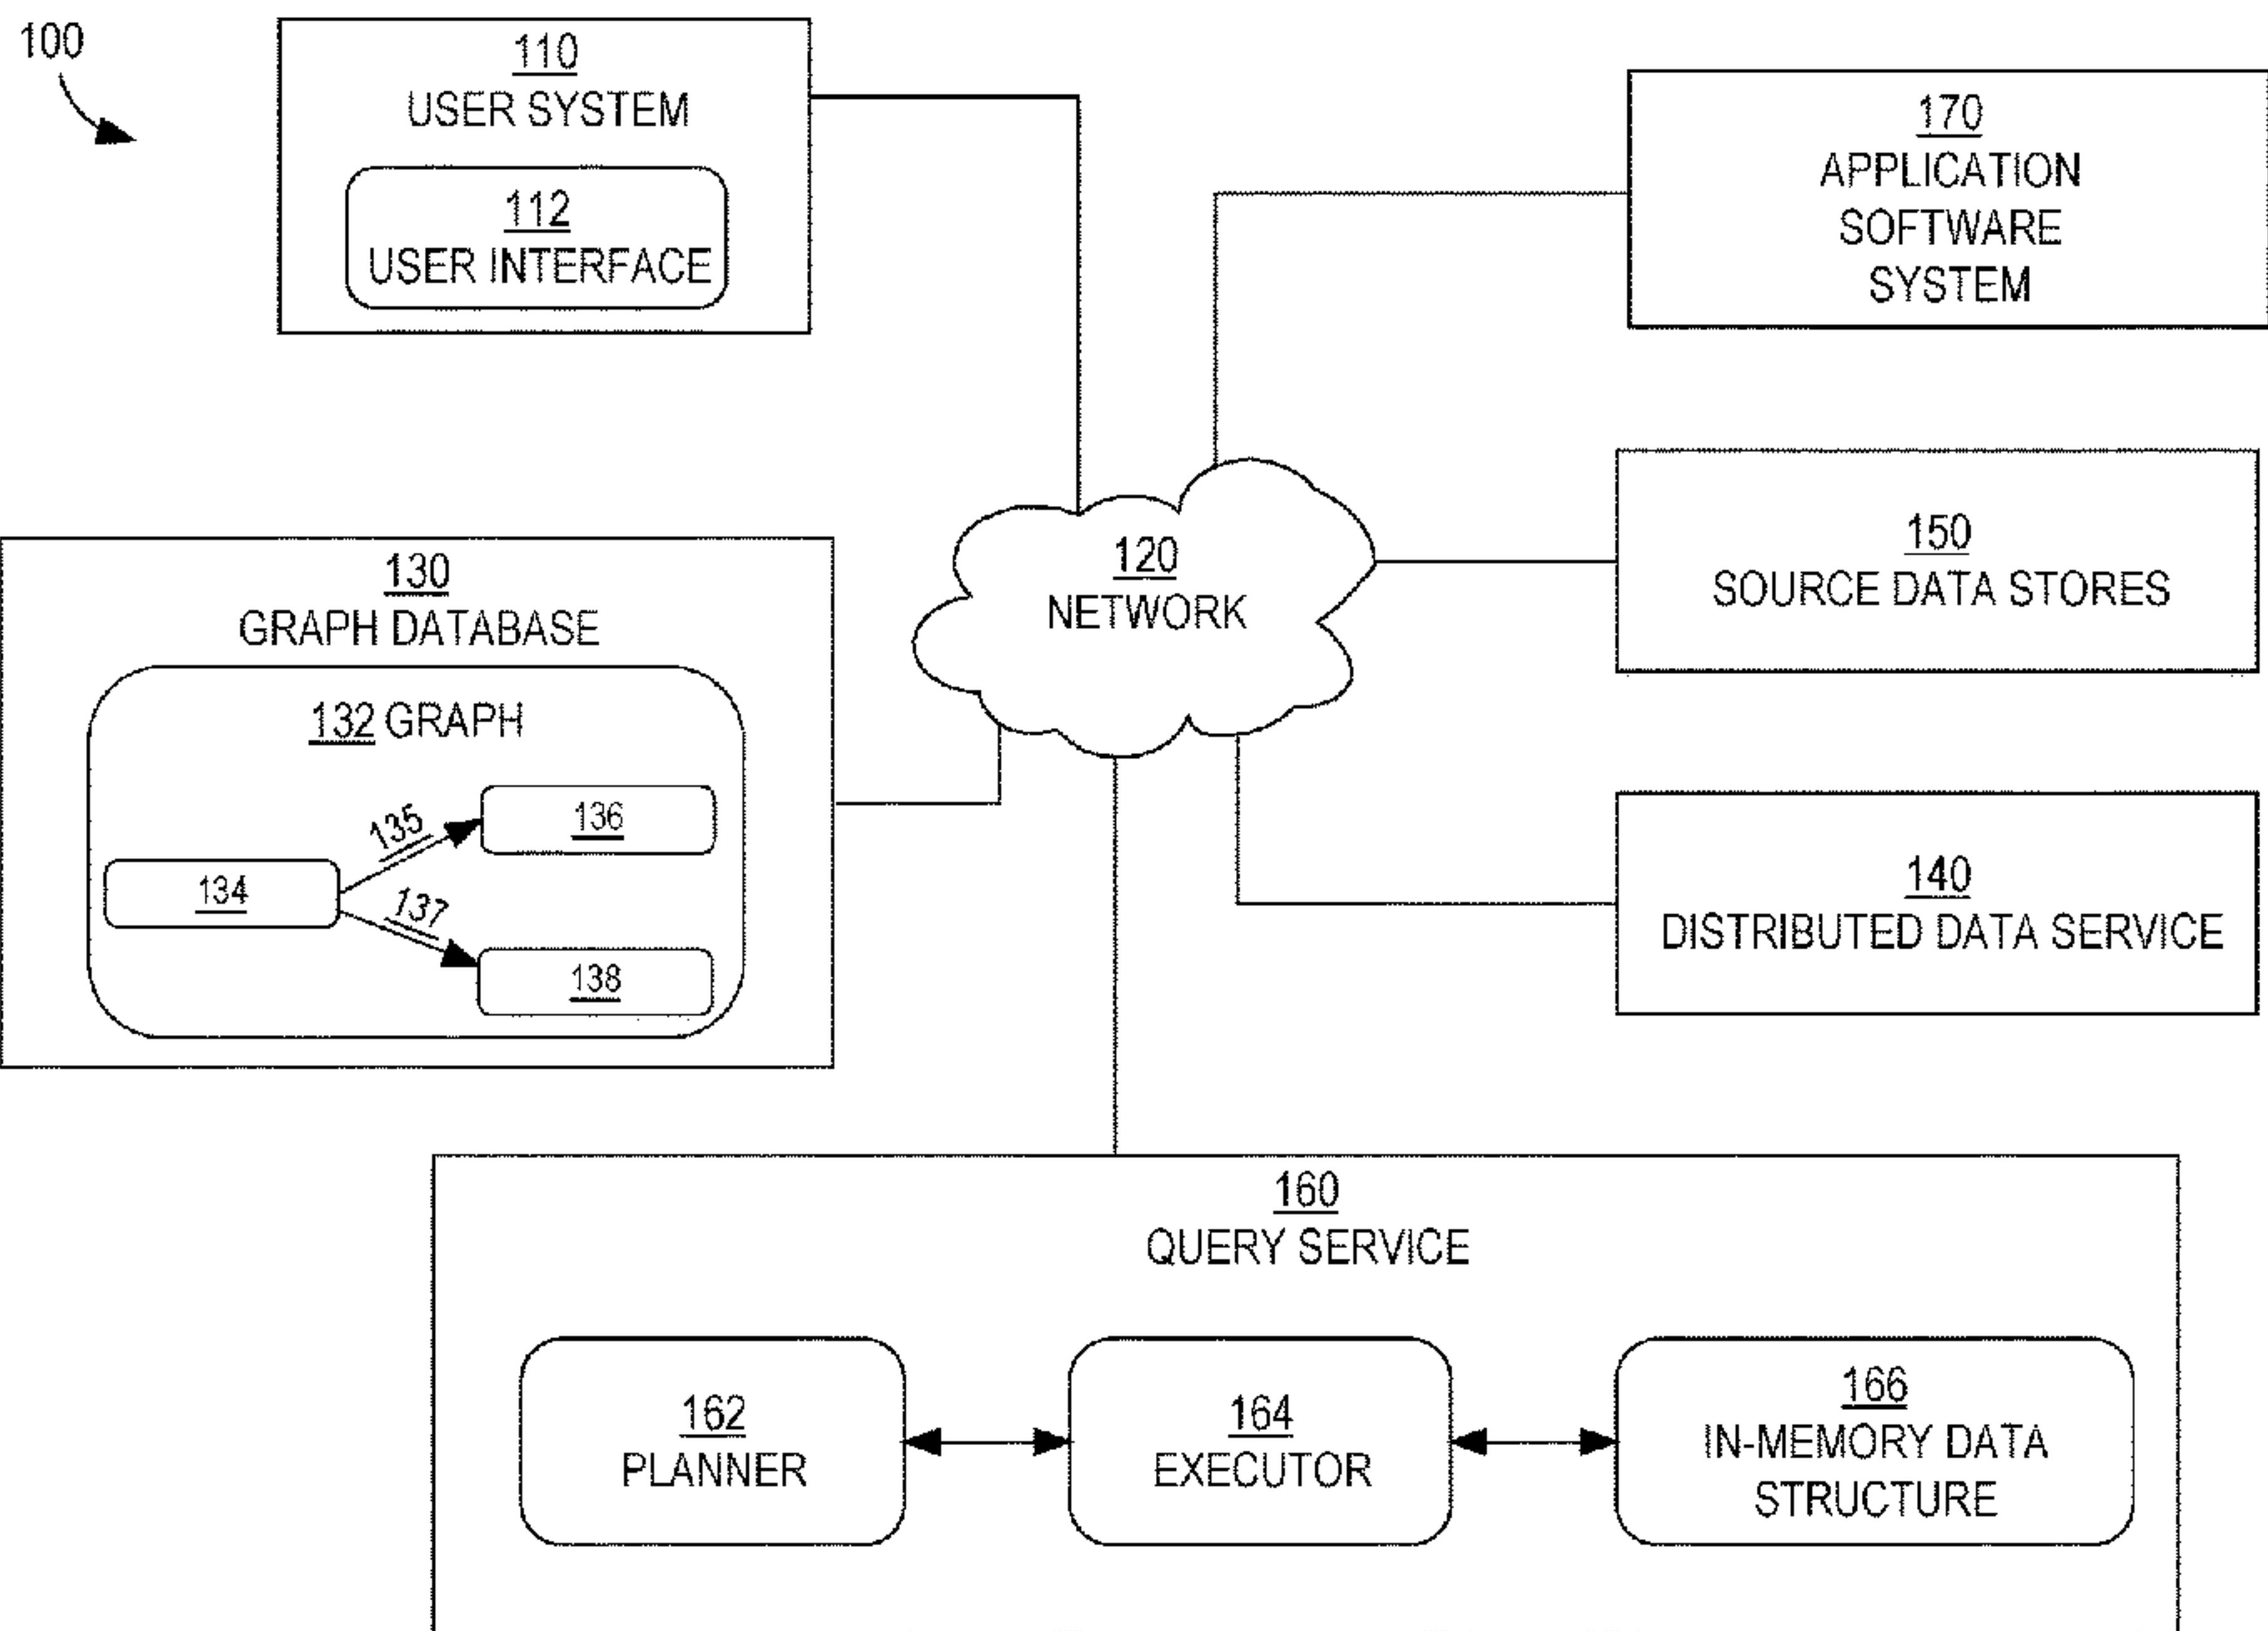 100
110
USER SYSTEM
112
USER INTERFACE
170
APPLICATION
SOFTWARE
SYSTEM
120
NETWORK
150
SOURCE DATA STORES
130
GRAPH DATABASE
132 GRAPH
135
136
134
137
138
140
DISTRIBUTED DATA SERVICE
160
QUERY SERVICE
162
PLANNER
164
EXECUTOR
166
IN-MEMORY DATA
STRUCTURE